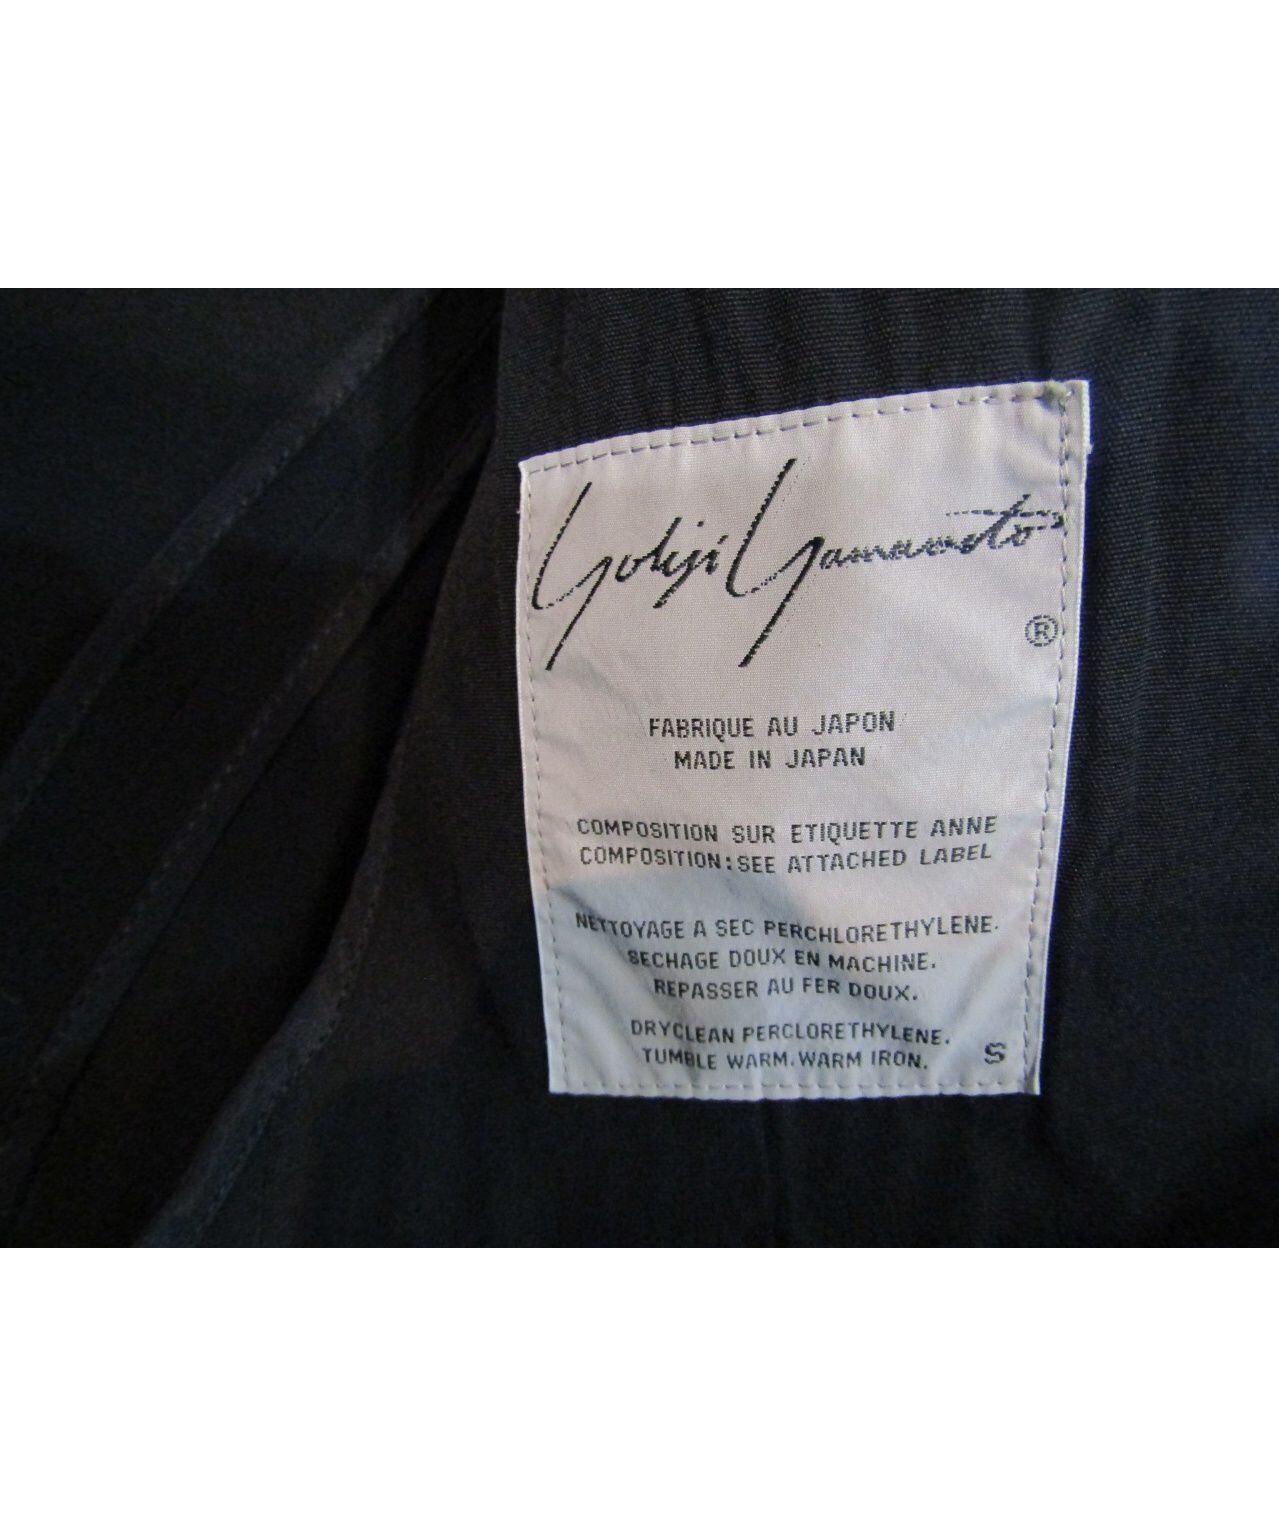 Yohji Yamamoto
®
FABRIQUE AU JAPON
MADE IN JAPAN
COMPOSITION SUR ETIQUETTE ANNE
COMPOSITION:SEE ATTACHED LABEL
NETTOYAGE A SEC PERCHLORETHYLENE.
SECHAGE DOUX EN MACHINE.
REPASSER AU FER DOUX.
DRYCLEAN PERCLORETHYLENE.
TUMBLE WARM.WARM IRON.
S